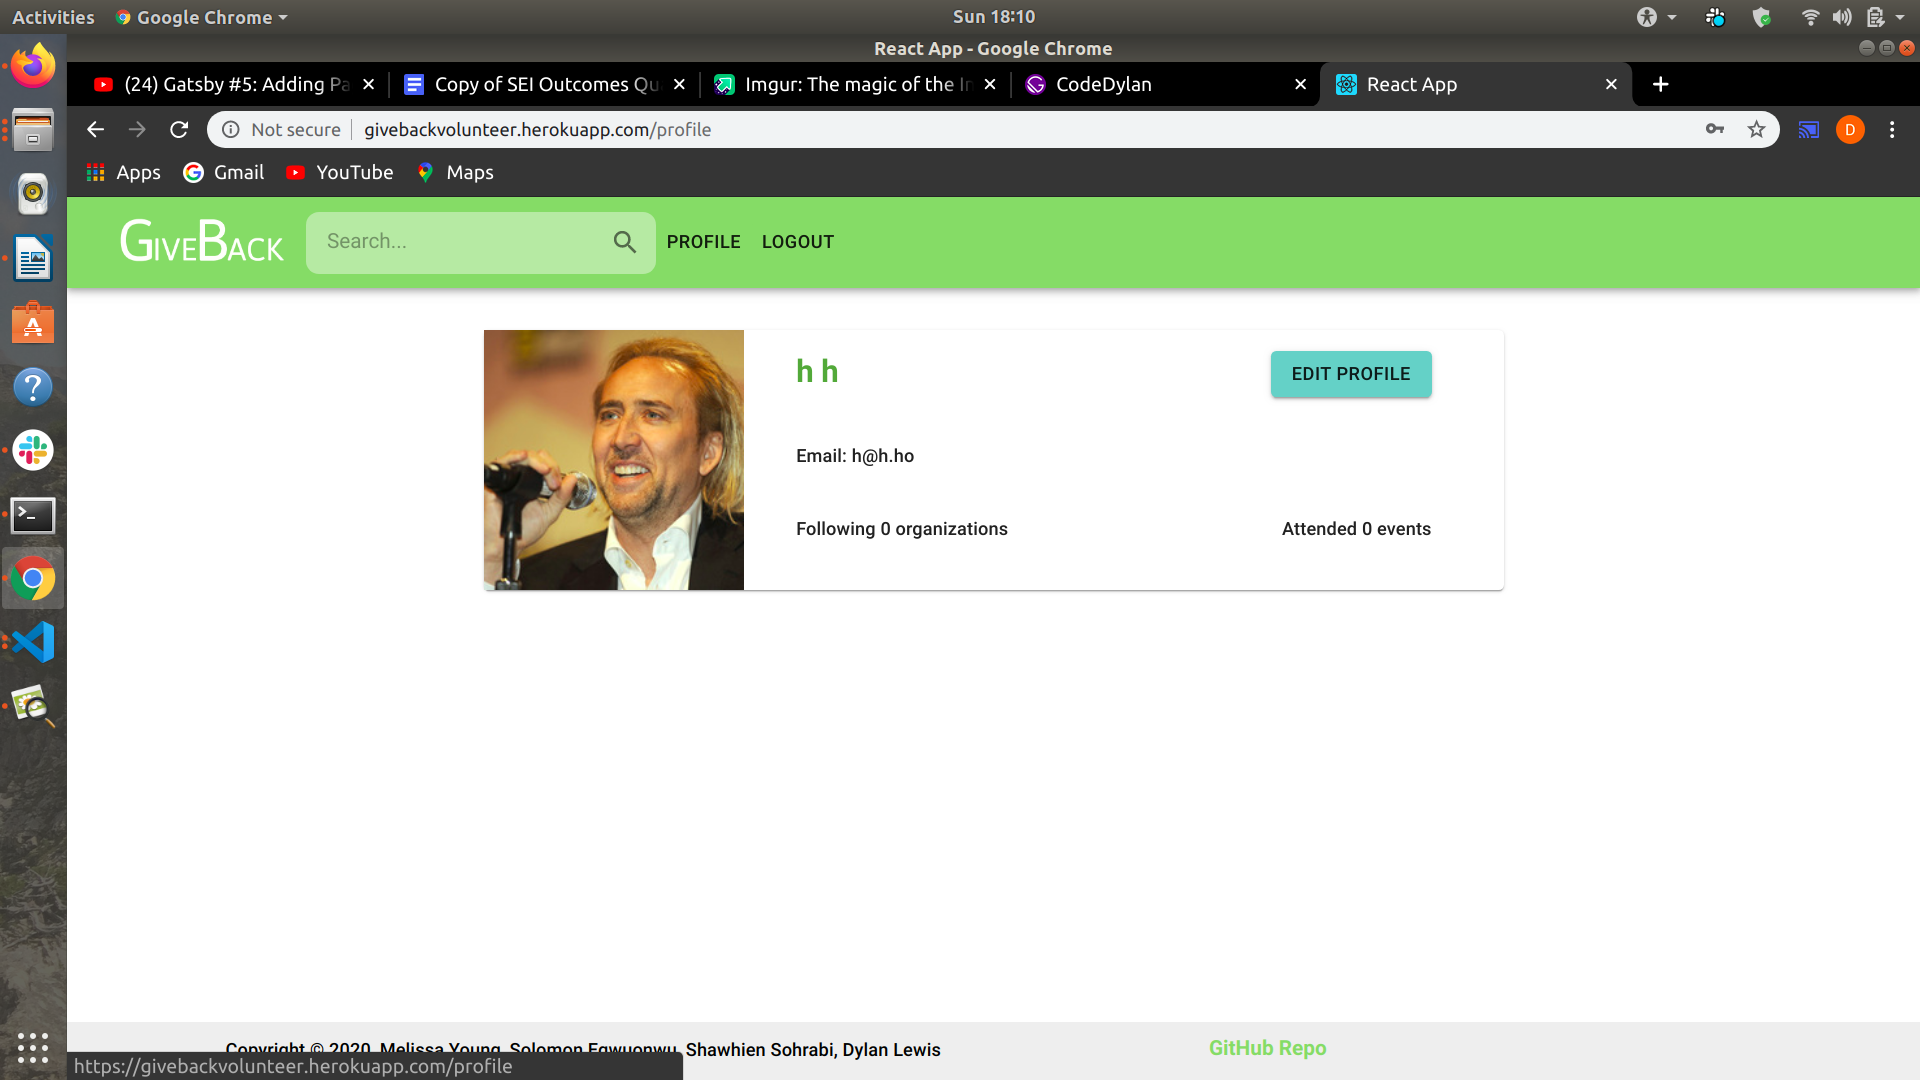 Activities Google Chrome Sun 18:10
React App - Google Chrome
(24) Gatsby #5: Adding Pa Copy of SEI Outcomes Qu Imgur: The magic of the In CodeDylan React App
Not secure givebackvolunteer.herokuapp.com/profile D
Apps Gmail YouTube Maps
GIVEBACK Search... PROFILE LOGOUT
h h EDIT PROFILE
Email: h@h.ho
Following 0 organizations Attended 0 events
Copyright © 2020, Melissa Young, Solomon Egwuonwu, Shawhien Sohrabi, Dylan Lewis GitHub Repo
https://givebackvolunteer.herokuapp.com/profile